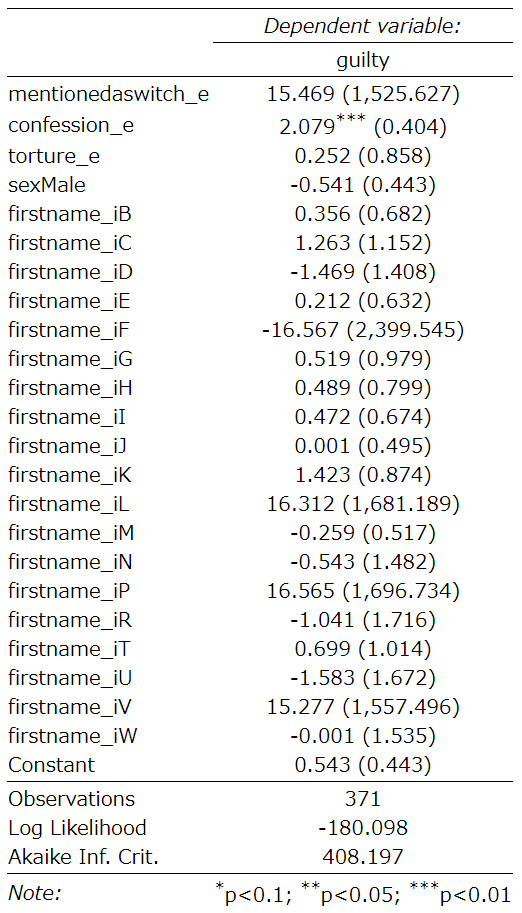 Dependent variable:
guilty
mentionedaswitch_e 15.469 (1,525.627)
confession_e 2.079*** (0.404)
torture_e 0.252 (0.858)
sexMale -0.541 (0.443)
firstname_iB 0.356 (0.682)
firstname_iC 1.263 (1.152)
firstname_iD -1.469 (1.408)
firstname_iE 0.212 (0.632)
firstname_iF -16.567 (2,399.545)
firstname_iG 0.519 (0.979)
firstname_iH 0.489 (0.799)
firstname_iI 0.472 (0.674)
firstname_iJ 0.001 (0.495)
firstname_iK 1.423 (0.874)
firstname_iL 16.312 (1,681.189)
firstname_iM -0.259 (0.517)
firstname_iN -0.543 (1.482)
firstname_iP 16.565 (1,696.734)
firstname_iR -1.041 (1.716)
firstname_iT 0.699 (1.014)
firstname_iU -1.583 (1.672)
firstname_iV 15.277 (1,557.496)
firstname_iW -0.001 (1.535)
Constant 0.543 (0.443)
Observations 371
Log Likelihood -180.098
Akaike Inf. Crit. 408.197
Note: *p<0.1; **p<0.05; ***p<0.01